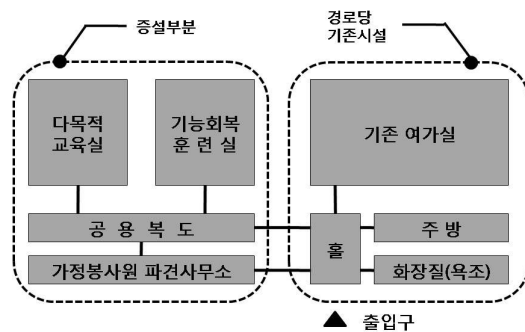 증설부분
경로당
기존시설
다목적
교육실
기능회복
훈 련 실
기존 여가실
공 용 복 도
홀
주 방
가정봉사원 파견사무소
화장질(욕조)
출입구